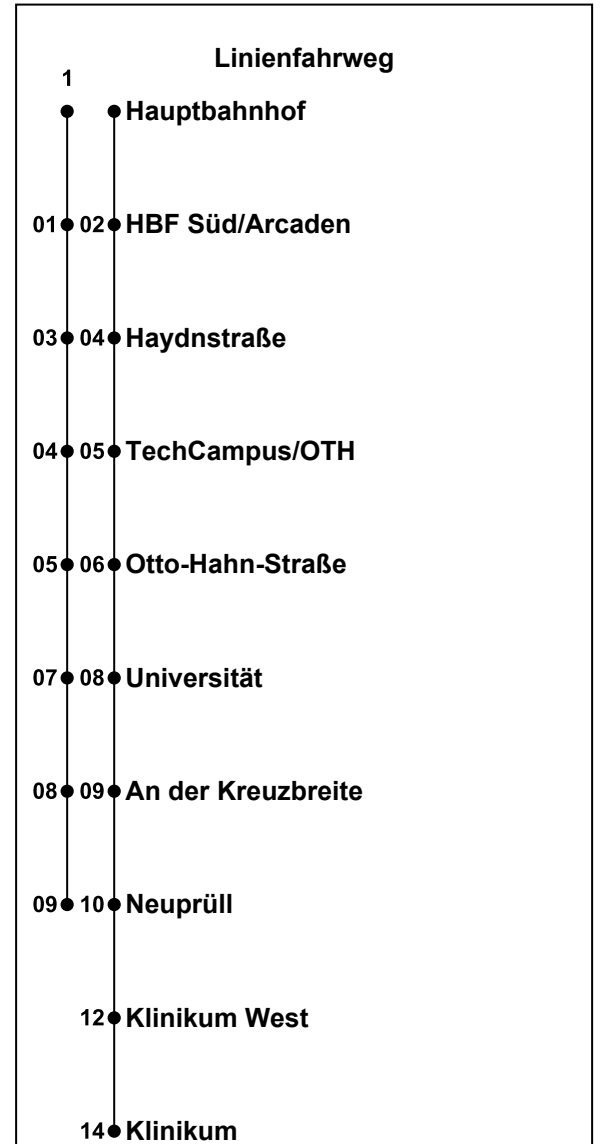 Linienfahrweg
1
Hauptbahnhof
01 02 HBF Süd/Arcaden
03 04 Haydnstraße
04 05 TechCampus/OTH
05 06 Otto-Hahn-Straße
07 08 Universität
08 09 An der Kreuzbreite
09 10 Neuprüll
12 Klinikum West
14 Klinikum